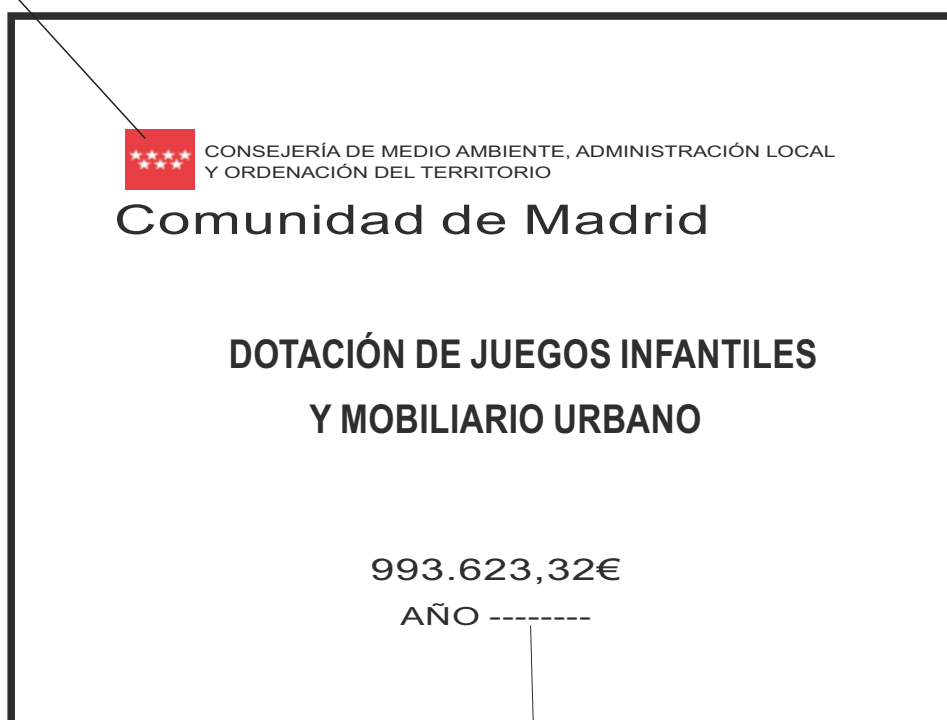 CONSEJERÍA DE MEDIO AMBIENTE, ADMINISTRACIÓN LOCAL
Y ORDENACIÓN DEL TERRITORIO
Comunidad de Madrid
DOTACIÓN DE JUEGOS INFANTILES
Y MOBILIARIO URBANO
993.623,32€
AÑO --------